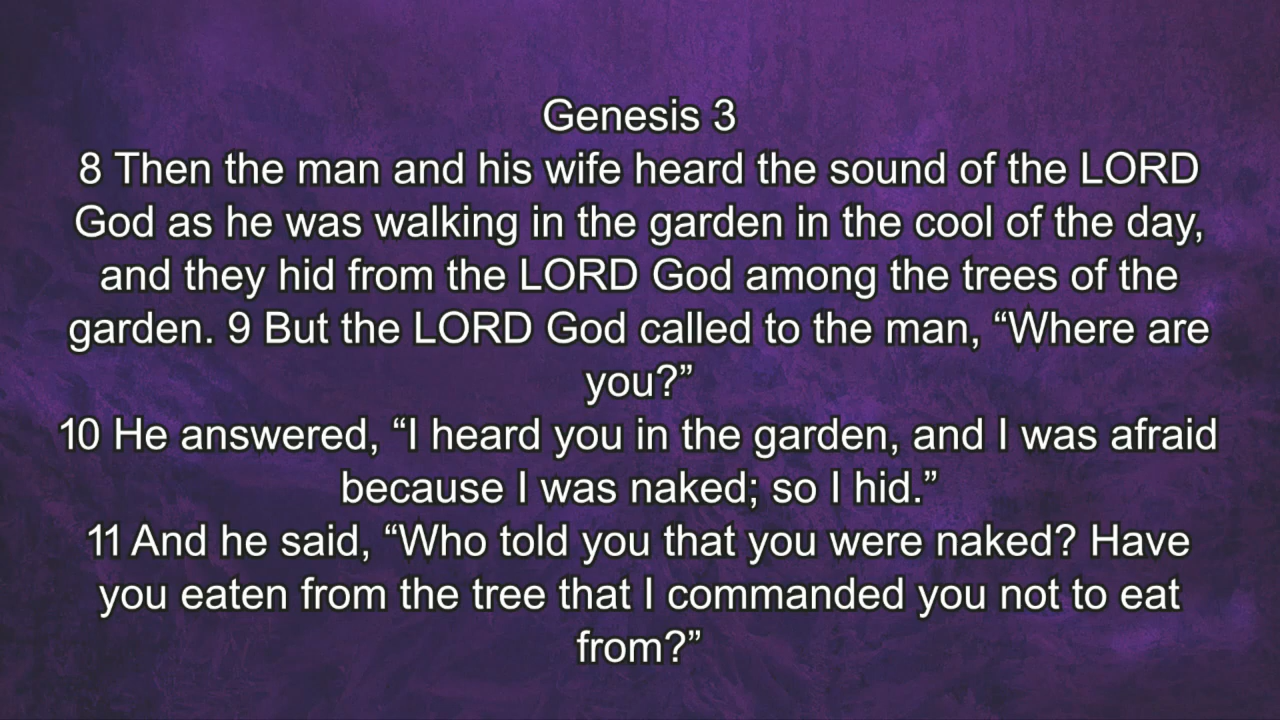 Genesis 3
8 Then the man and his wife heard the sound of the LORD
God as he was walking in the garden in the cool of the day,
and they hid from the LORD God among the trees of the
garden. 9 But the LORD God called to the man, “Where are
you?”
10 He answered, “I heard you in the garden, and I was afraid
because I was naked; so I hid.”
11 And he said, “Who told you that you were naked? Have
you eaten from the tree that I commanded you not to eat
from?”